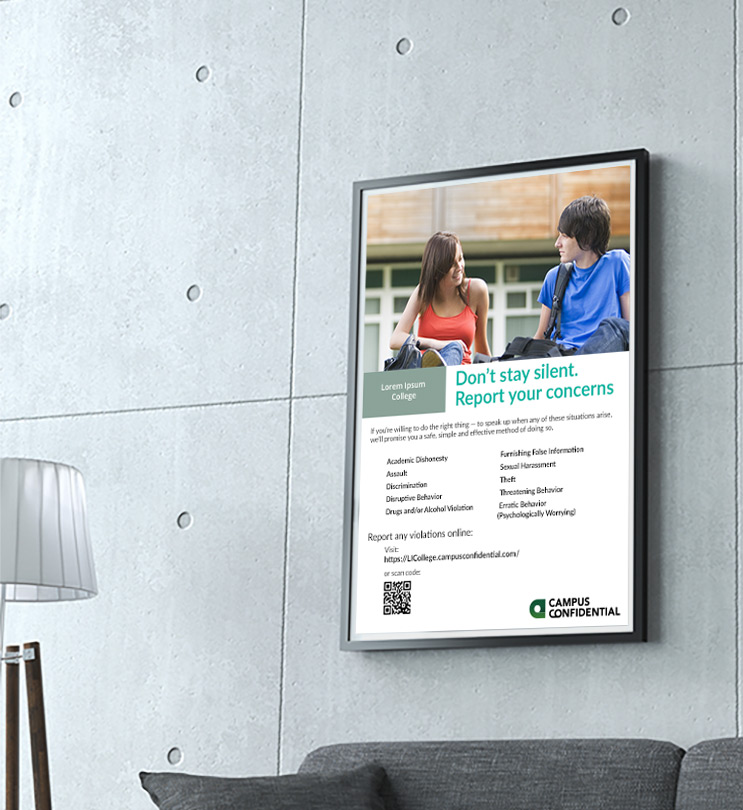 Lorem Ipsum
College
Don't stay silent.
Report your concerns
If you're willing to do the right thing — to speak up when any of these situations arise,
we'll promise you a safe, simple and effective method of doing so.
Academic Dishonesty
Assault
Discrimination
Disruptive Behavior
Drugs and/or Alcohol Violation
Furnishing False Information
Sexual Harassment
Theft
Threatening Behavior
Erratic Behavior
(Psychologically Worrying)
Report any violations online:
Visit:
https://LICollege.campusconfidential.com/
or scan code:
CAMPUS
CONFIDENTIAL